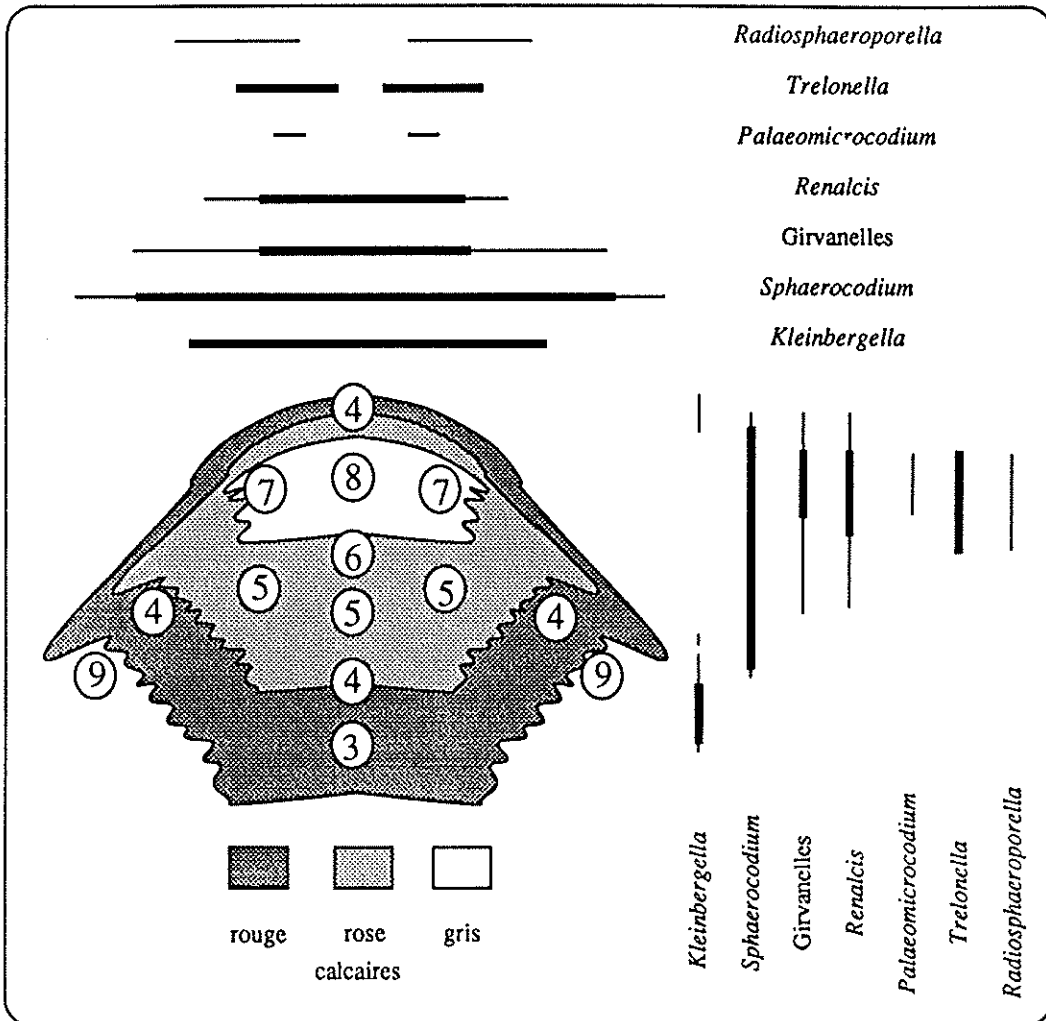 Radiosphaeroporella
Trelonella
Palaeomicrocodium
Renalcis
Girvanelles
Sphaerocodium
Kleinbergella
4
7 8 7
6
5 5
5
4 4
4
9 9
3
rouge rose gris
calcaires
Kleinbergella
Sphaerocodium
Girvanelles
Renalcis
Palaeomicrocodium
Trelonella
Radiosphaeroporella